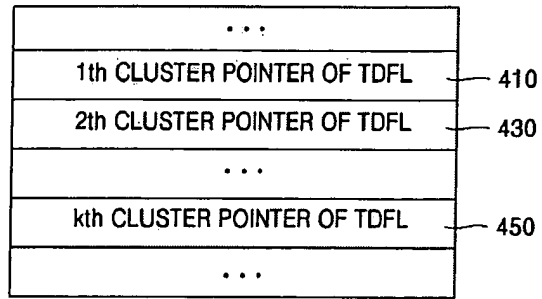 ...
1th CLUSTER POINTER OF TDFL 410
2th CLUSTER POINTER OF TDFL 430
...
kth CLUSTER POINTER OF TDFL 450
...